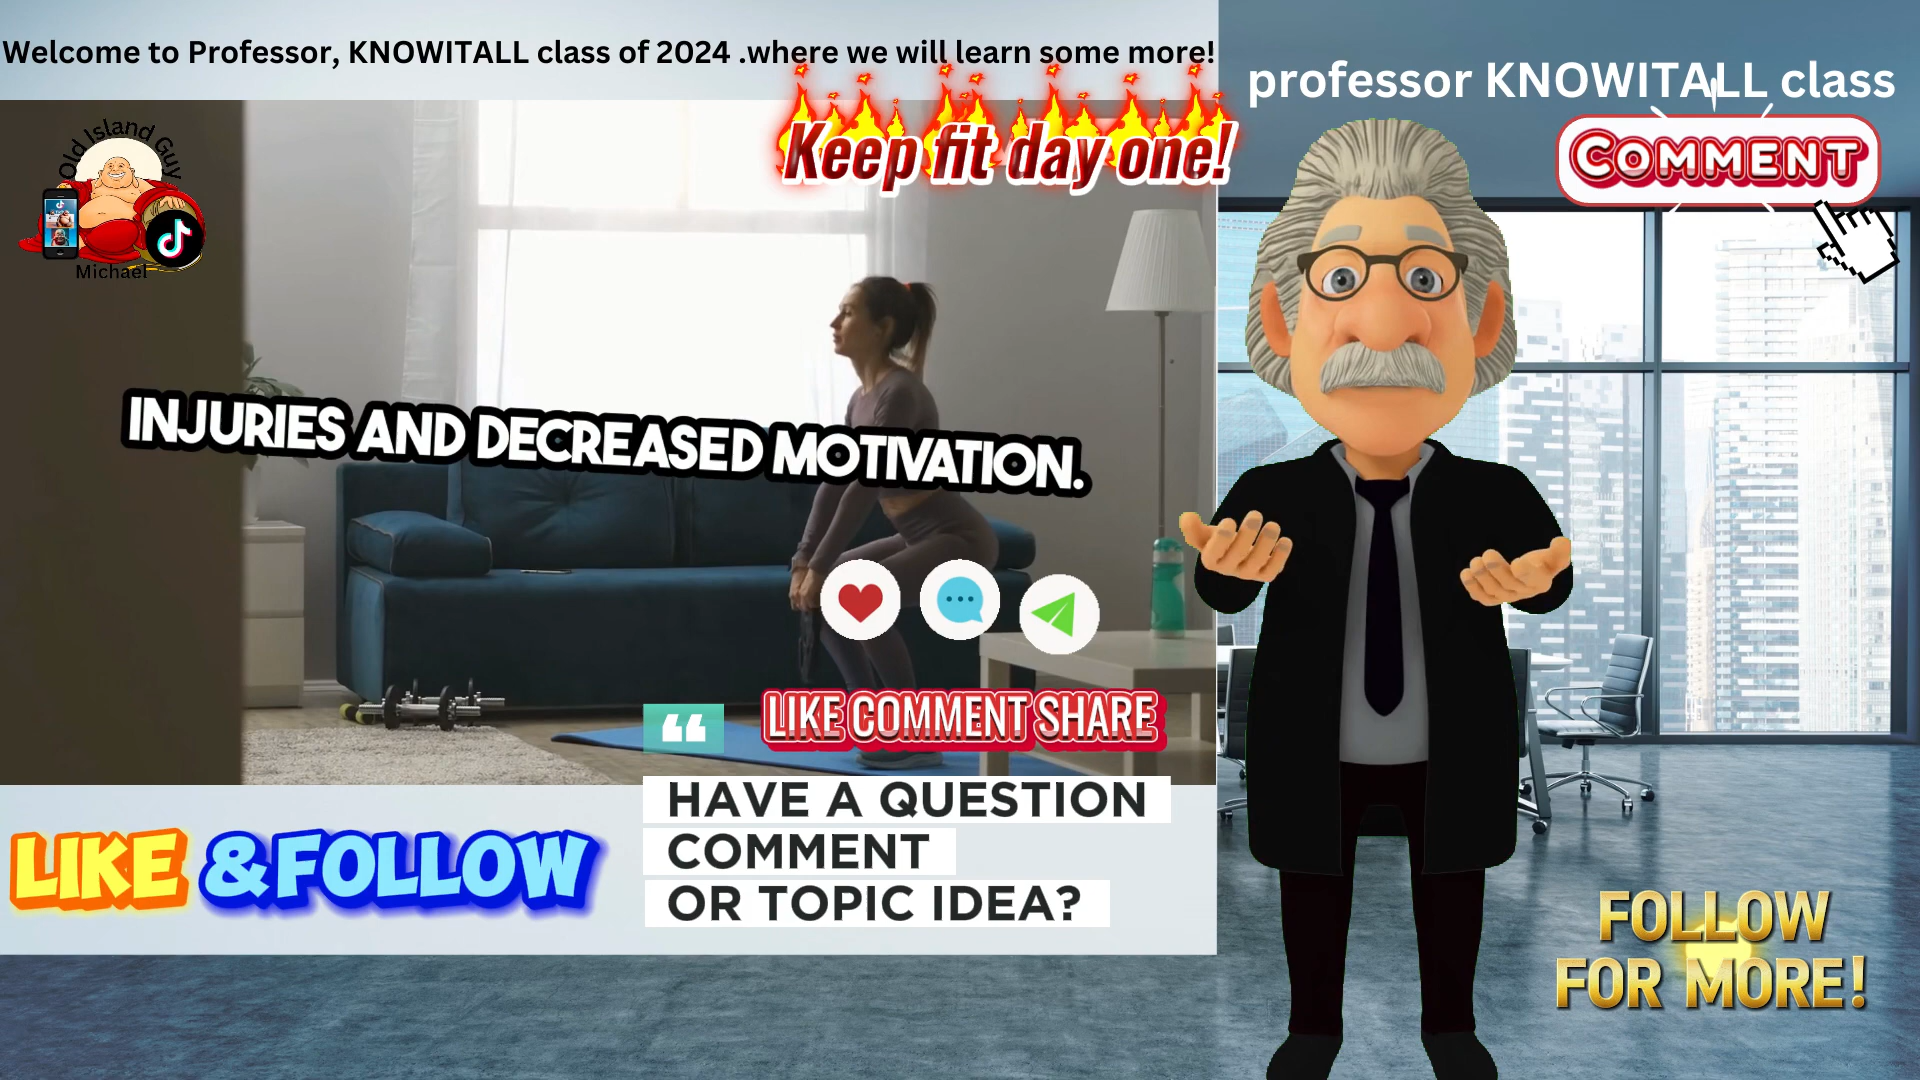 Welcome to Professor, KNOWITALL class of 2024 .where we will learn some more!
professor KNOWITALL class
Keep fit day one!
COMMENT
Old Island Guy
Michael
INJURIES AND DECREASED MOTIVATION.
LIKE COMMENT SHARE
“
HAVE A QUESTION
COMMENT
OR TOPIC IDEA?
LIKE &FOLLOW
FOLLOW
FOR MORE!